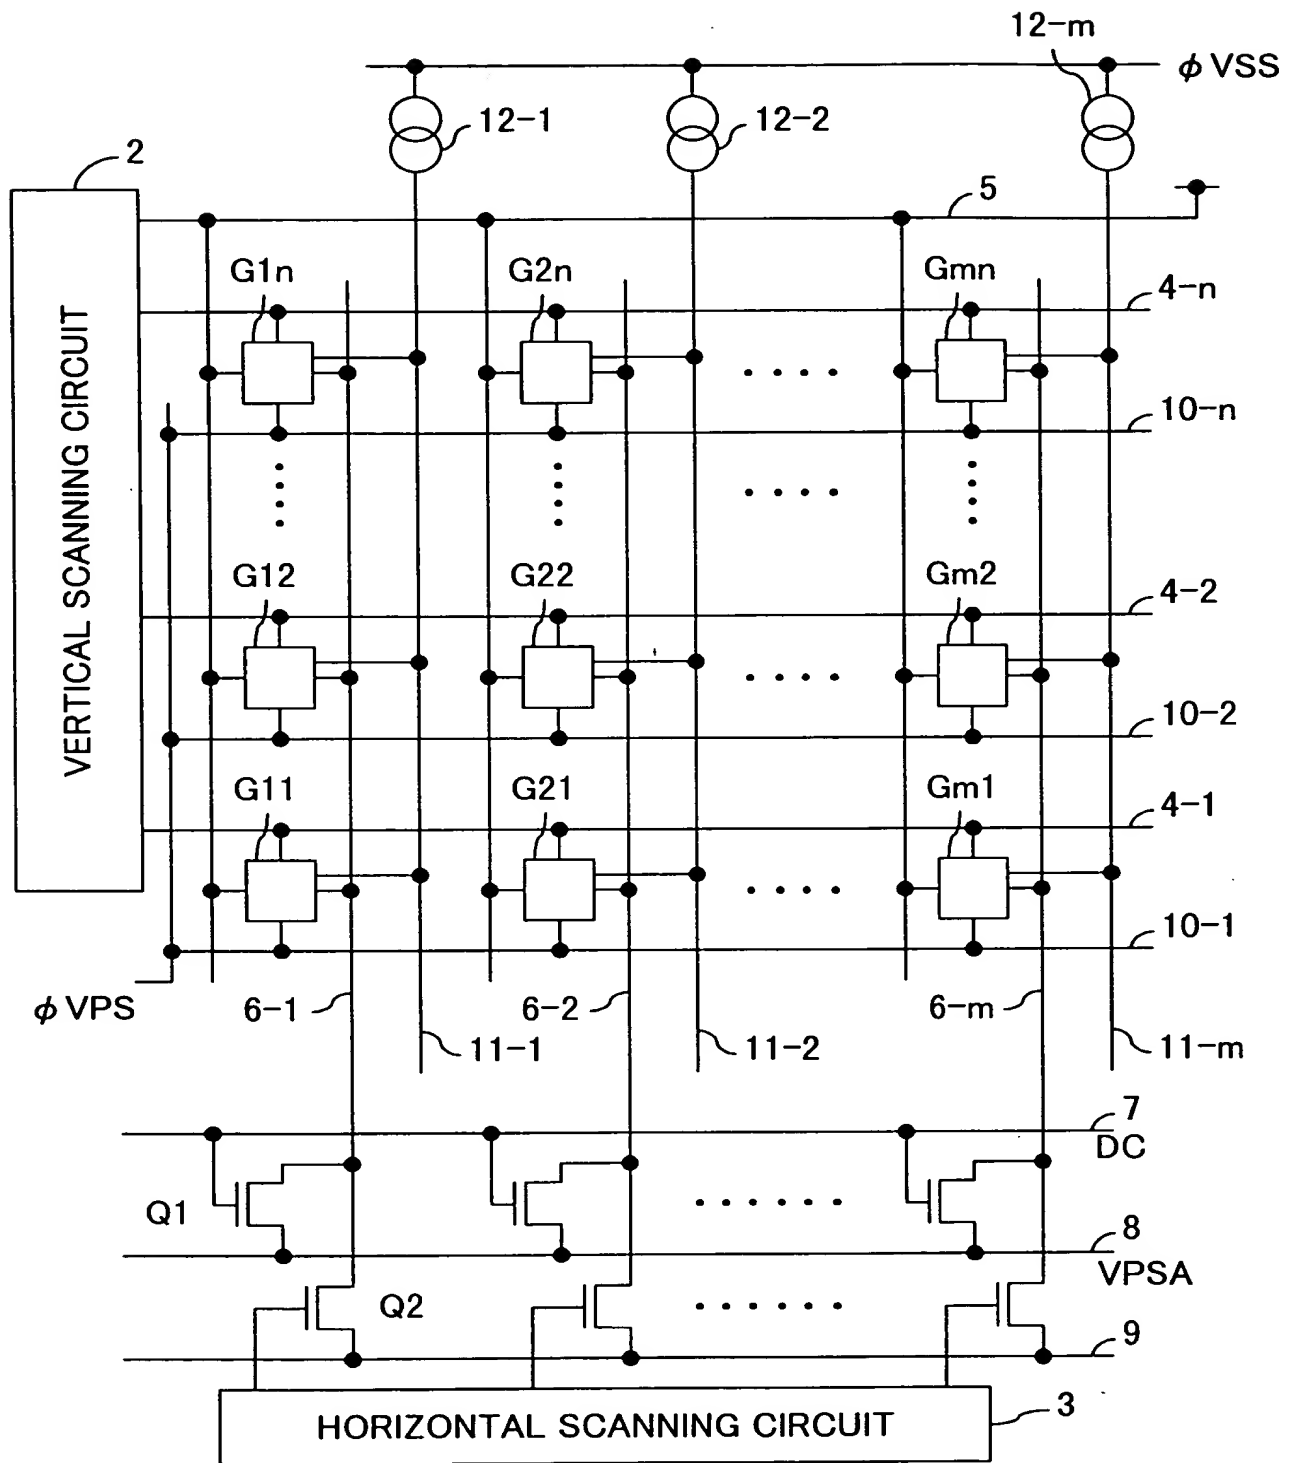 12-m
ϕ VSS
12-1
12-2
2
5
G1n
G2n
Gmn
4-n
VERTICAL SCANNING CIRCUIT
10-n
G12
G22
Gm2
4-2
10-2
G11
G21
Gm1
4-1
10-1
ϕ VPS
6-1
6-2
6-m
11-1
11-2
11-m
7
DC
Q1
8
VPSA
Q2
9
HORIZONTAL SCANNING CIRCUIT
3